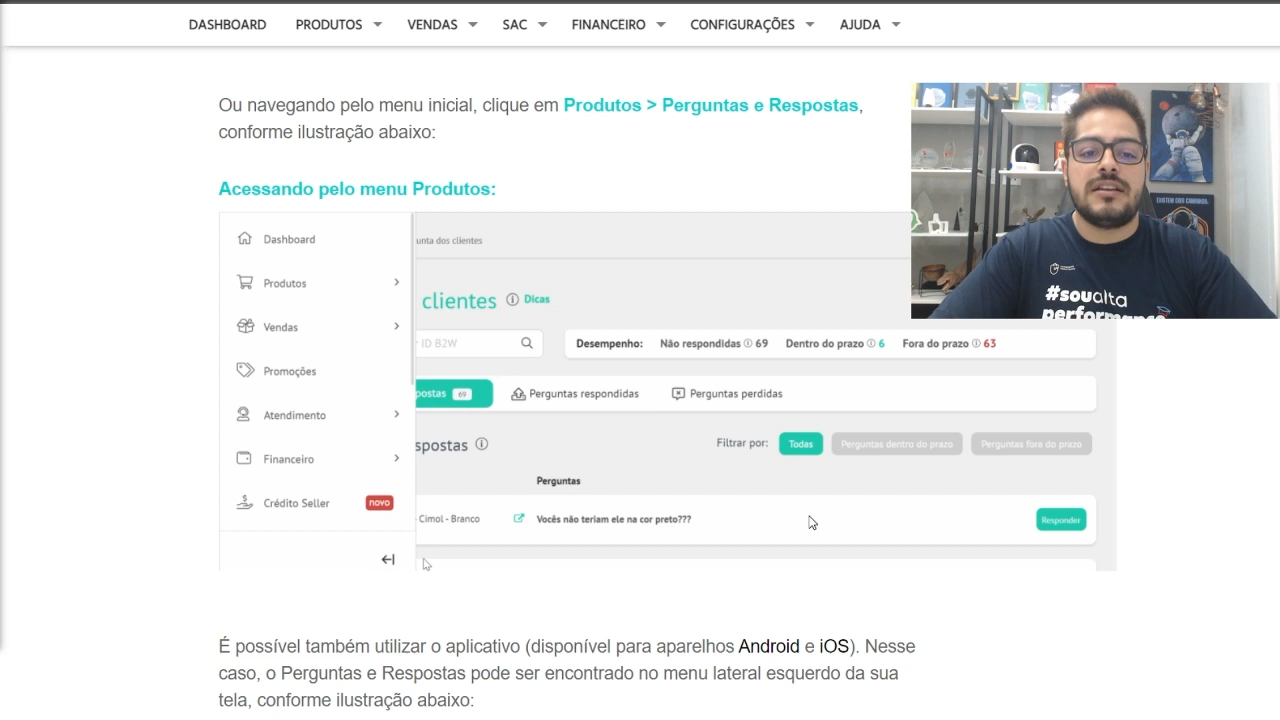 DASHBOARD PRODUTOS VENDAS SAC FINANCEIRO CONFIGURAÇÕES AJUDA
Ou navegando pelo menu inicial, clique em Produtos > Perguntas e Respostas,
conforme ilustração abaixo:
Acessando pelo menu Produtos:
Dashboard
Produtos
Vendas
Promoções
Atendimento
Financeiro
Crédito Seller novo
unta dos clientes
clientes Dicas
ID B2W
Desempenho: Não respondidas 69 Dentro do prazo 6 Fora do prazo 63
postas 69 Perguntas respondidas Perguntas perdidas
spostas Filtrar por: Todas Perguntas dentro do prazo Perguntas fora do prazo
Perguntas
- Cimol - Branco Vocês não teriam ele na cor preto??? Responder
#soualta
performance
É possível também utilizar o aplicativo (disponível para aparelhos Android e iOS). Nesse
caso, o Perguntas e Respostas pode ser encontrado no menu lateral esquerdo da sua
tela, conforme ilustração abaixo: